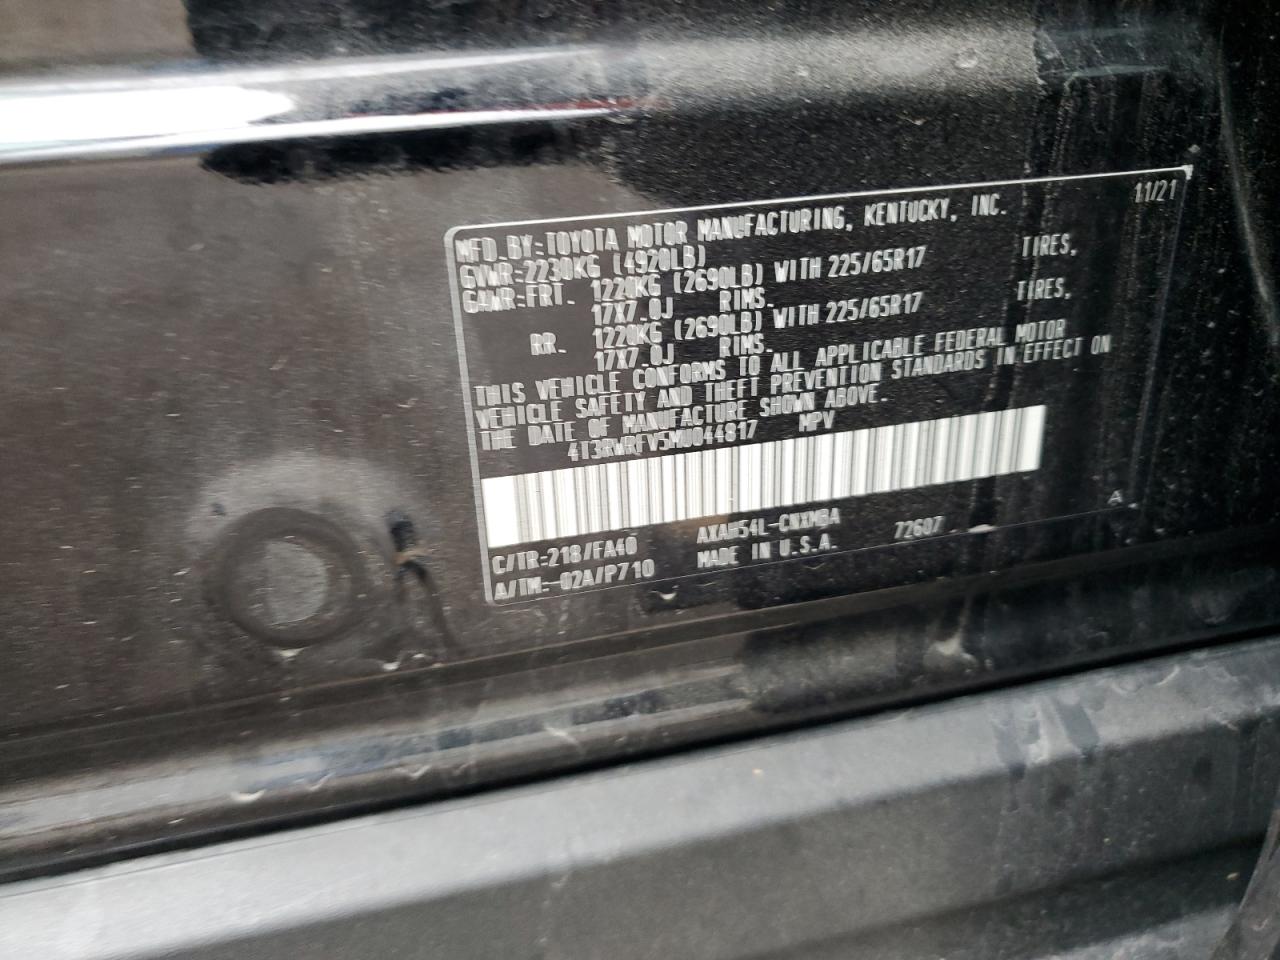 MFD. BY: TOYOTA MOTOR MANUFACTURING, KENTUCKY, INC. 11/21
GVWR: 2230KG (4920LB)
GAWR: FRT. 1220KG (2690LB) WITH 225/65R17 TIRES,
17X7.0J RIMS.
RR. 1220KG (2690LB) WITH 225/65R17 TIRES,
17X7.0J RIMS.
THIS VEHICLE CONFORMS TO ALL APPLICABLE FEDERAL MOTOR
VEHICLE SAFETY AND THEFT PREVENTION STANDARDS IN EFFECT ON
THE DATE OF MANUFACTURE SHOWN ABOVE.
4T3RWRFV5MU044817 MPV
A
C/TR: 218/FA40 AXAH54L-CNXMBA 72607
A/TM: -02A/P710 MADE IN U.S.A.